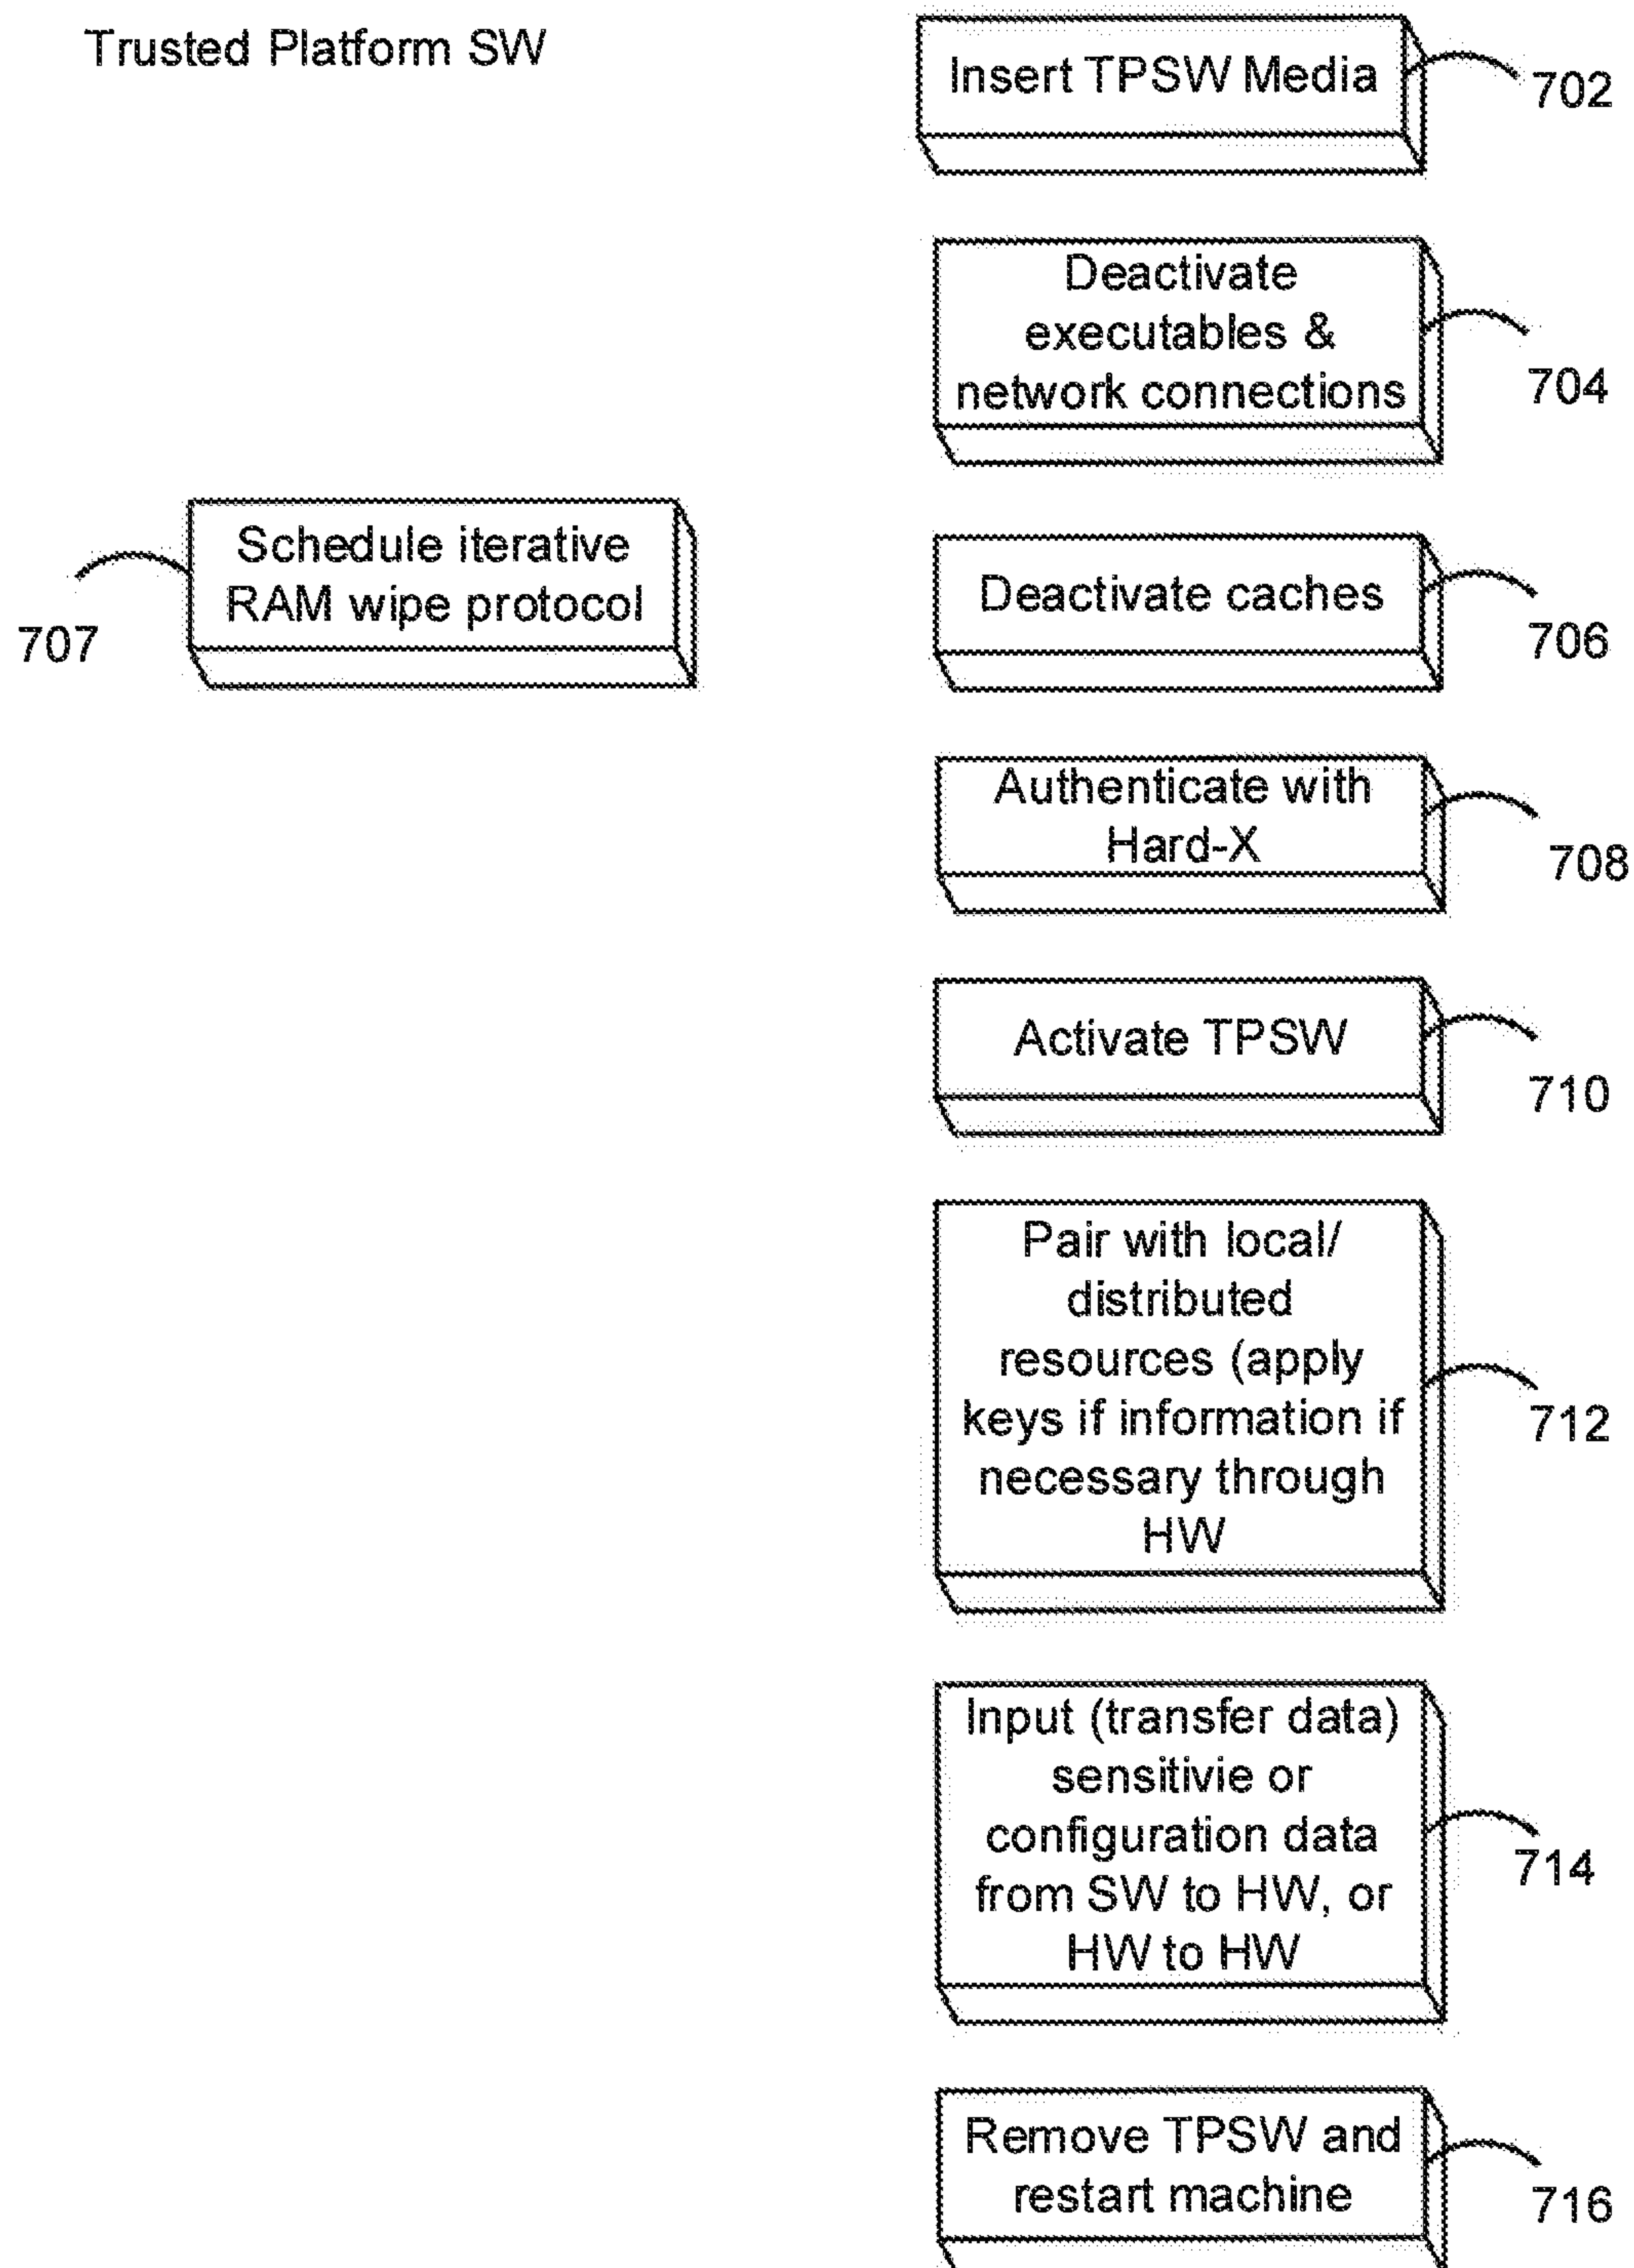 Trusted Platform SW
Insert TPSW Media
702
Deactivate
executables &
network connections
704
Schedule iterative
RAM wipe protocol
707
Deactivate caches
706
Authenticate with
Hard-X
708
Activate TPSW
710
Pair with local/
distributed
resources (apply
keys if information if
necessary through
HW
712
Input (transfer data)
sensitivie or
configuration data
from SW to HW, or
HW to HW
714
Remove TPSW and
restart machine
716